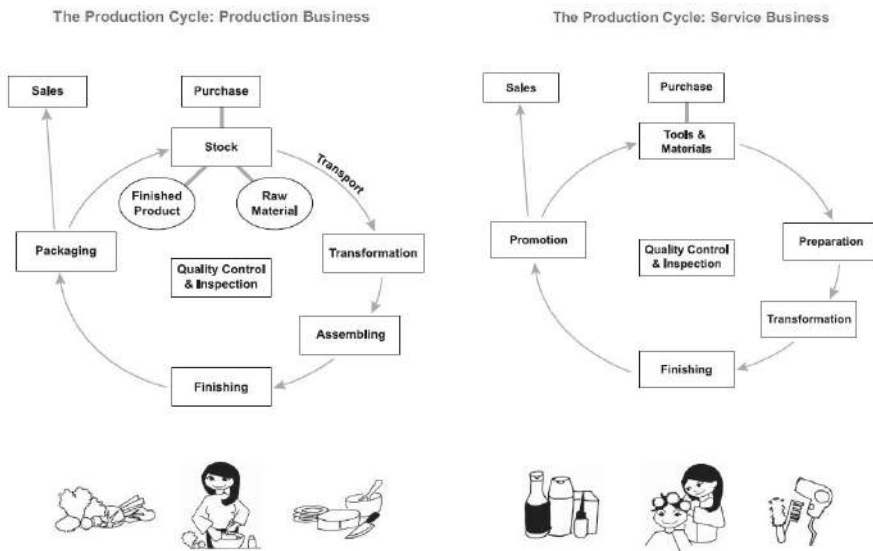 The Production Cycle: Production Business
Sales
Purchase
Stock
Transport
Finished
Product
Raw
Material
Packaging
Transformation
Quality Control
& Inspection
Assembling
Finishing
The Production Cycle: Service Business
Sales
Purchase
Tools &
Materials
Promotion
Quality Control
& Inspection
Preparation
Transformation
Finishing